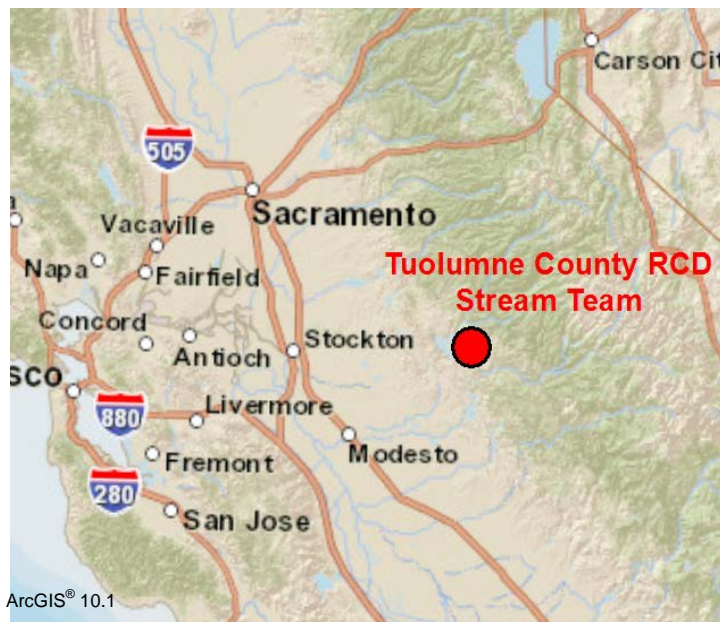 Carson Cit
505
Sacramento
Vacaville
Napa
Fairfield
Tuolumne County RCD
Stream Team
Concord
Antioch
Stockton
sco
880
Livermore
Modesto
Fremont
280
San Jose
ArcGIS® 10.1